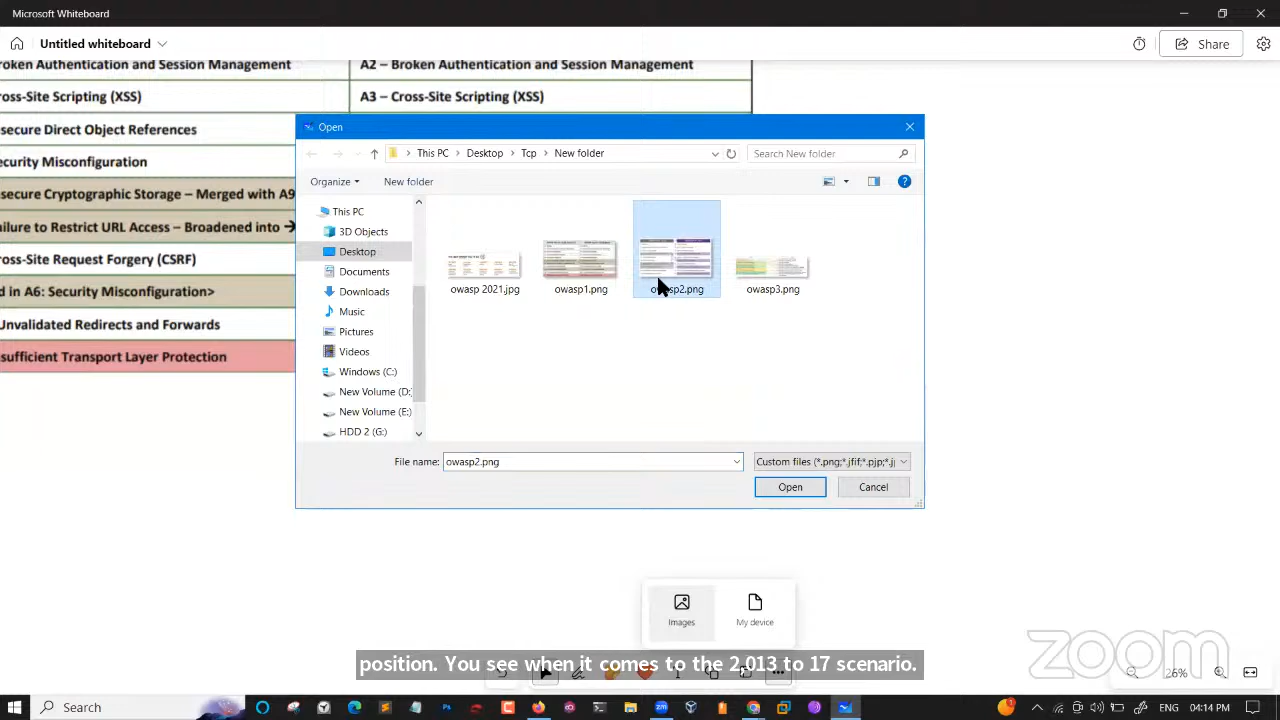 Microsoft Whiteboard
Untitled whiteboard
Share
roken Authentication and Session Management
A2 – Broken Authentication and Session Management
ross-Site Scripting (XSS)
A3 – Cross-Site Scripting (XSS)
secure Direct Object References
ecurity Misconfiguration
secure Cryptographic Storage – Merged with A9
ailure to Restrict URL Access – Broadened into →
ross-Site Request Forgery (CSRF)
d in A6: Security Misconfiguration>
Unvalidated Redirects and Forwards
sufficient Transport Layer Protection
Open
This PC > Desktop > Tcp > New folder
Search New folder
Organize
New folder
This PC
3D Objects
Desktop
Documents
Downloads
Music
Pictures
Videos
Windows (C:)
New Volume (D:
New Volume (E:)
HDD 2 (G:)
owasp 2021.jpg
owasp1.png
owasp2.png
owasp3.png
File name:
owasp2.png
Custom files (*.png;*.jfif;*.pjp;*.j
Open
Cancel
Images
My device
position. You see when it comes to the 2,013 to 17 scenario.
zoom
26%
Search
ENG
04:14 PM